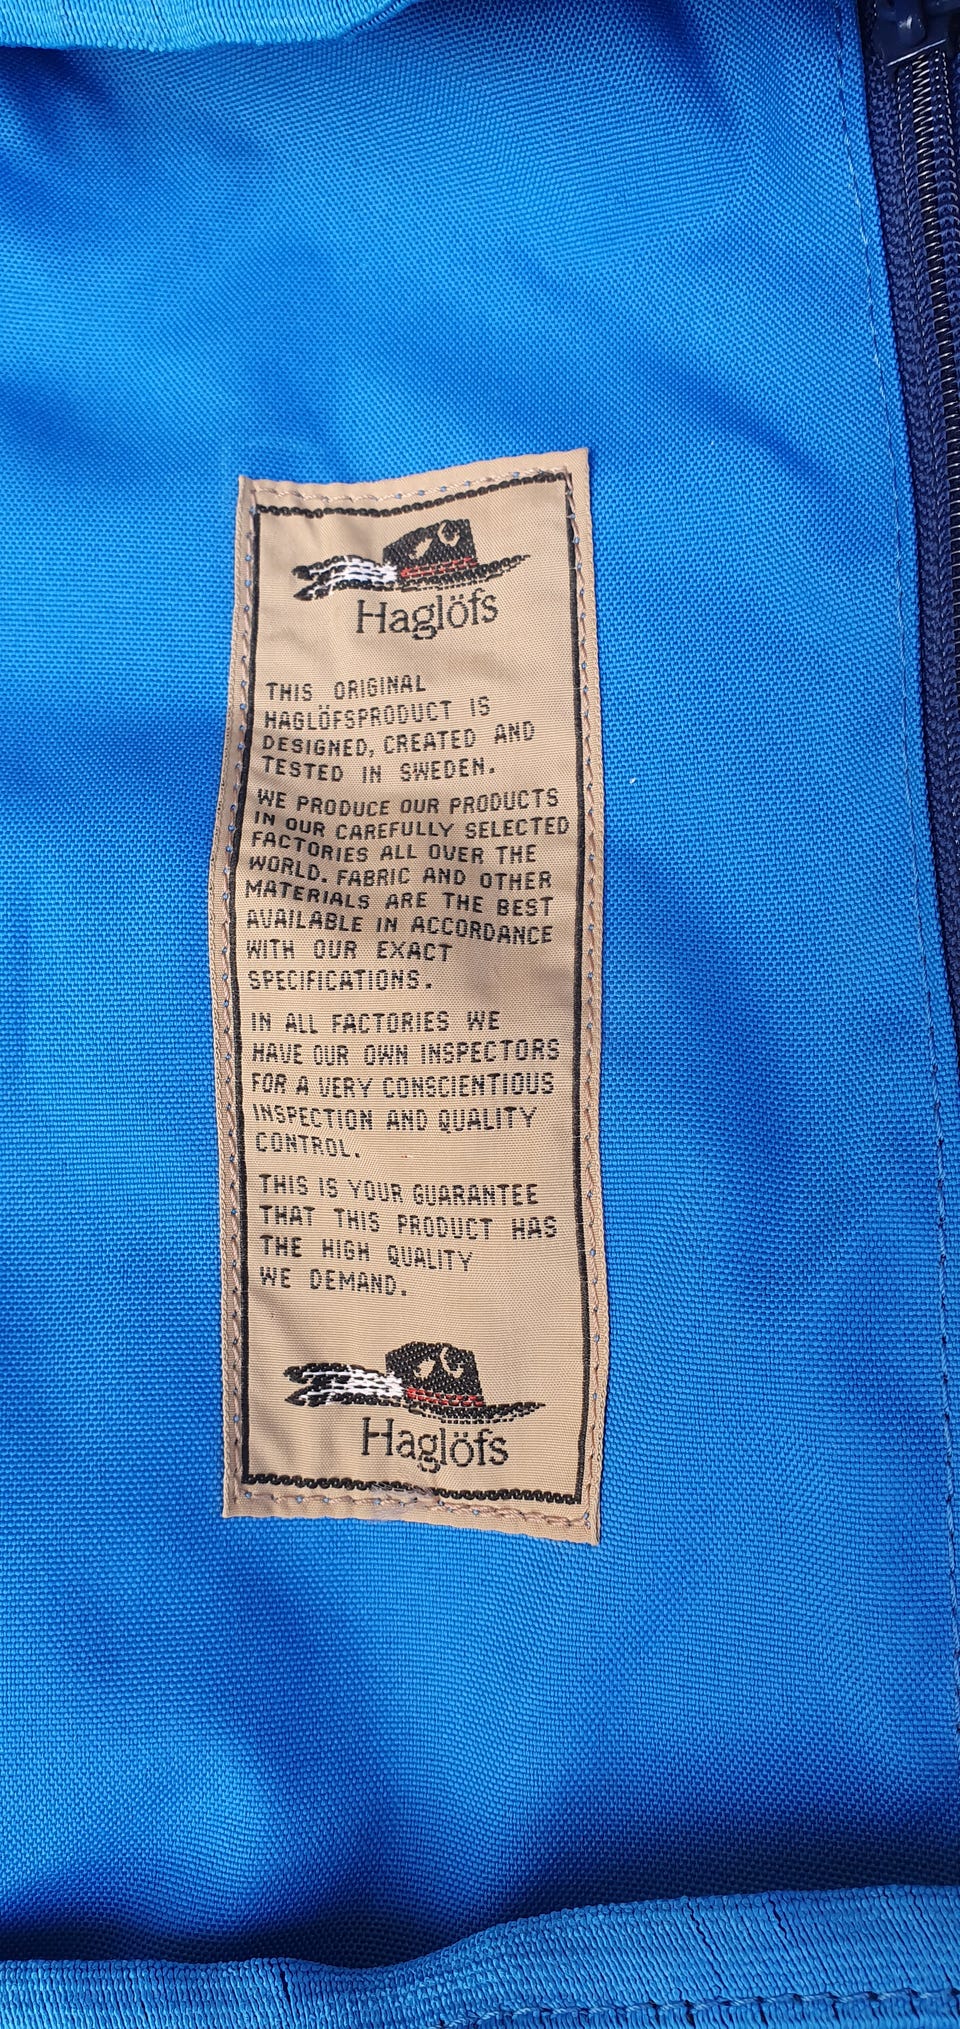 Haglöfs
THIS ORIGINAL
HAGLÖFSPRODUCT IS
DESIGNED, CREATED AND
TESTED IN SWEDEN.
WE PRODUCE OUR PRODUCTS
IN OUR CAREFULLY SELECTED
FACTORIES ALL OVER THE
WORLD. FABRIC AND OTHER
MATERIALS ARE THE BEST
AVAILABLE IN ACCORDANCE
WITH OUR EXACT
SPECIFICATIONS.
IN ALL FACTORIES WE
HAVE OUR OWN INSPECTORS
FOR A VERY CONSCIENTIOUS
INSPECTION AND QUALITY
CONTROL.
THIS IS YOUR GUARANTEE
THAT THIS PRODUCT HAS
THE HIGH QUALITY
WE DEMAND.
Haglöfs